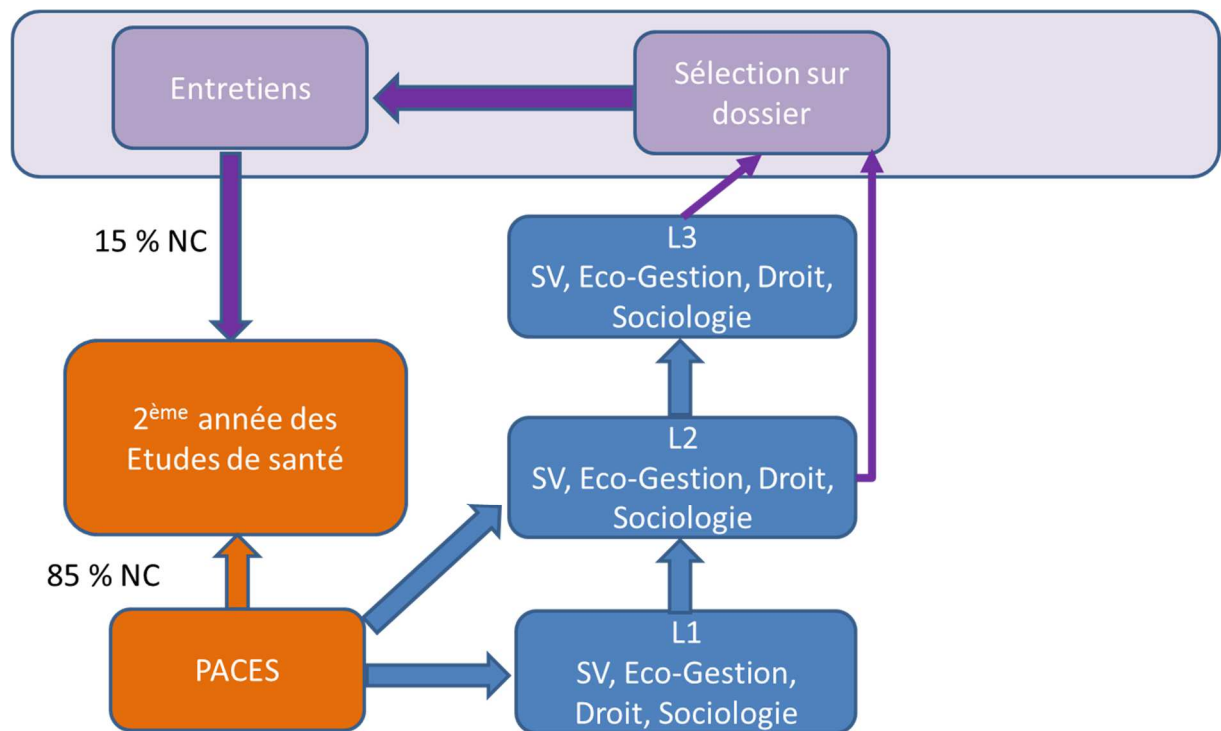 Entretiens
Sélection sur
dossier
15 % NC
L3
SV, Eco-Gestion, Droit,
Sociologie
2ème année des
Etudes de santé
L2
SV, Eco-Gestion, Droit,
Sociologie
85 % NC
PACES
L1
SV, Eco-Gestion,
Droit, Sociologie